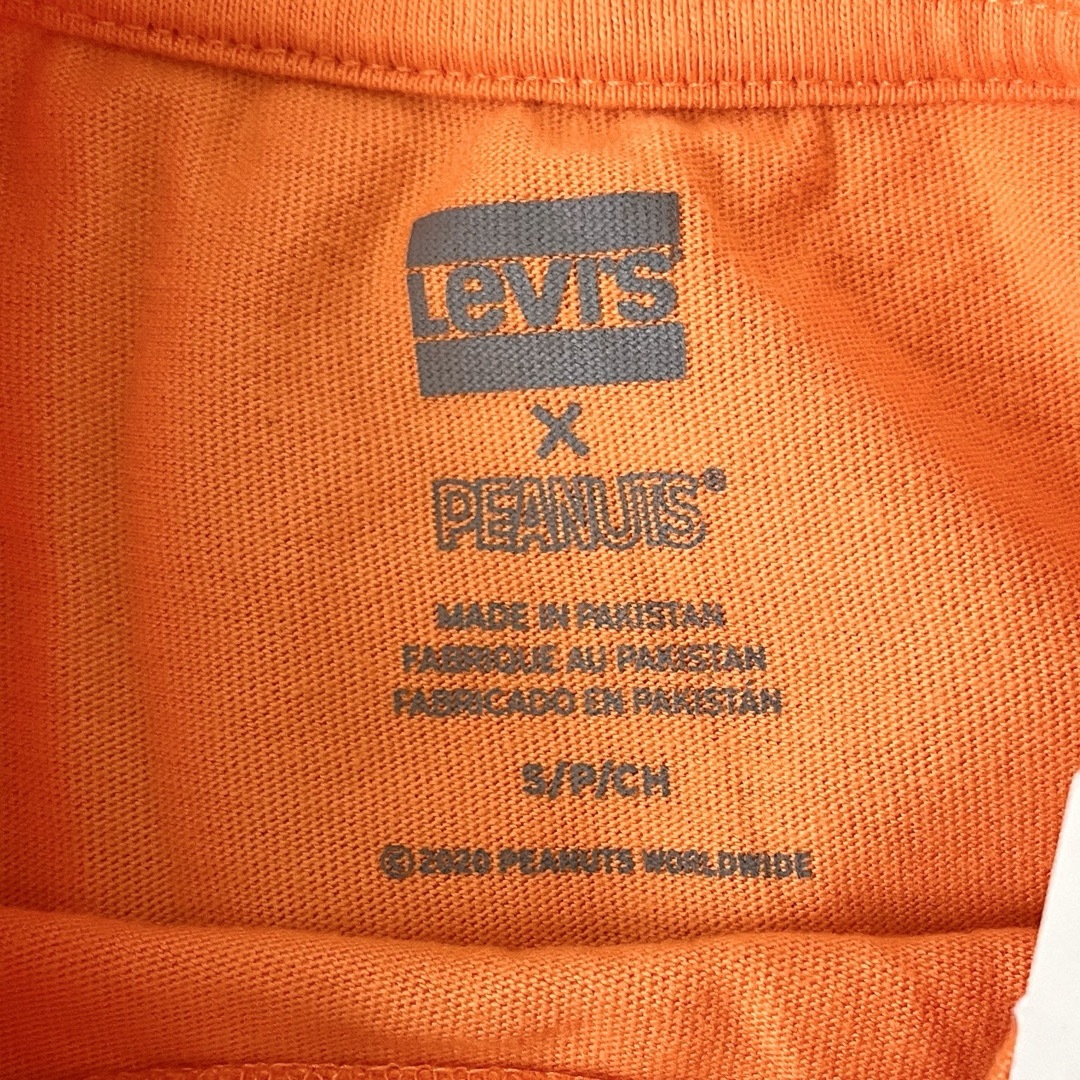 Levi's
X
PEANUTS®
MADE IN PAKISTAN
FABRIQUE AU PAKISTAN
FABRICADO EN PAKISTÁN
S/P/CH
© 2020 PEANUTS WORLDWIDE